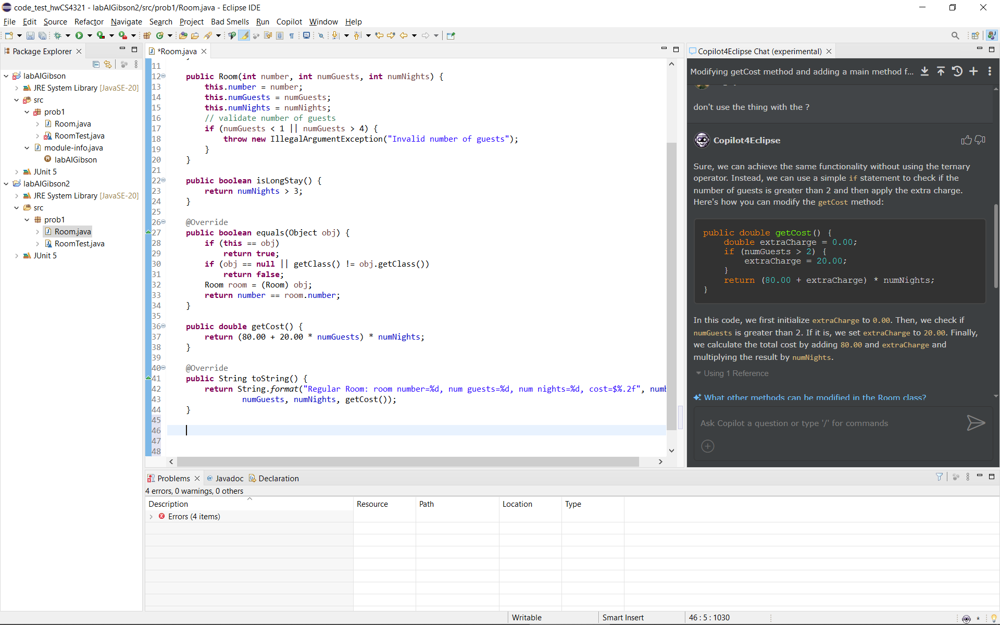 code_test_hwCS4321 - labAIGibson2/src/prob1/Room.java - Eclipse IDE
File Edit Source Refactor Navigate Search Project Bad Smells Run Copilot Window Help
Package Explorer
labAIGibson
JRE System Library [JavaSE-20]
src
prob1
Room.java
RoomTest.java
module-info.java
labAIGibson
JUnit 5
labAIGibson2
JRE System Library [JavaSE-20]
src
prob1
Room.java
RoomTest.java
JUnit 5
*Room.java
11
12 public Room(int number, int numGuests, int numNights) {
13 this.number = number;
14 this.numGuests = numGuests;
15 this.numNights = numNights;
16 // validate number of guests
17 if (numGuests < 1 || numGuests > 4) {
18 throw new IllegalArgumentException("Invalid number of guests");
19 }
20 }
21
22 public boolean isLongStay() {
23 return numNights > 3;
24 }
25
26 @Override
27 public boolean equals(Object obj) {
28 if (this == obj)
29 return true;
30 if (obj == null || getClass() != obj.getClass())
31 return false;
32 Room room = (Room) obj;
33 return number == room.number;
34 }
35
36 public double getCost() {
37 return (80.00 + 20.00 * numGuests) * numNights;
38 }
39
40 @Override
41 public String toString() {
42 return String.format("Regular Room: room number=%d, num guests=%d, num nights=%d, cost=$%.2f", numb
43 numGuests, numNights, getCost());
44 }
45
46
47
48
Copilot4Eclipse Chat (experimental)
Modifying getCost method and adding a main method f...
don't use the thing with the ?
Copilot4Eclipse
Sure, we can achieve the same functionality without using the ternary
operator. Instead, we can use a simple if statement to check if the
number of guests is greater than 2 and then apply the extra charge.
Here's how you can modify the getCost method:
public double getCost() {
double extraCharge = 0.00;
if (numGuests > 2) {
extraCharge = 20.00;
}
return (80.00 + extraCharge) * numNights;
}
In this code, we first initialize extraCharge to 0.00. Then, we check if
numGuests is greater than 2. If it is, we set extraCharge to 20.00. Finally,
we calculate the total cost by adding 80.00 and extraCharge and
multiplying the result by numNights.
Using 1 Reference
What other methods can be modified in the Room class?
Ask Copilot a question or type '/' for commands
Problems @ Javadoc Declaration
4 errors, 0 warnings, 0 others
Description Resource Path Location Type
Errors (4 items)
Writable Smart Insert 46 : 5 : 1030